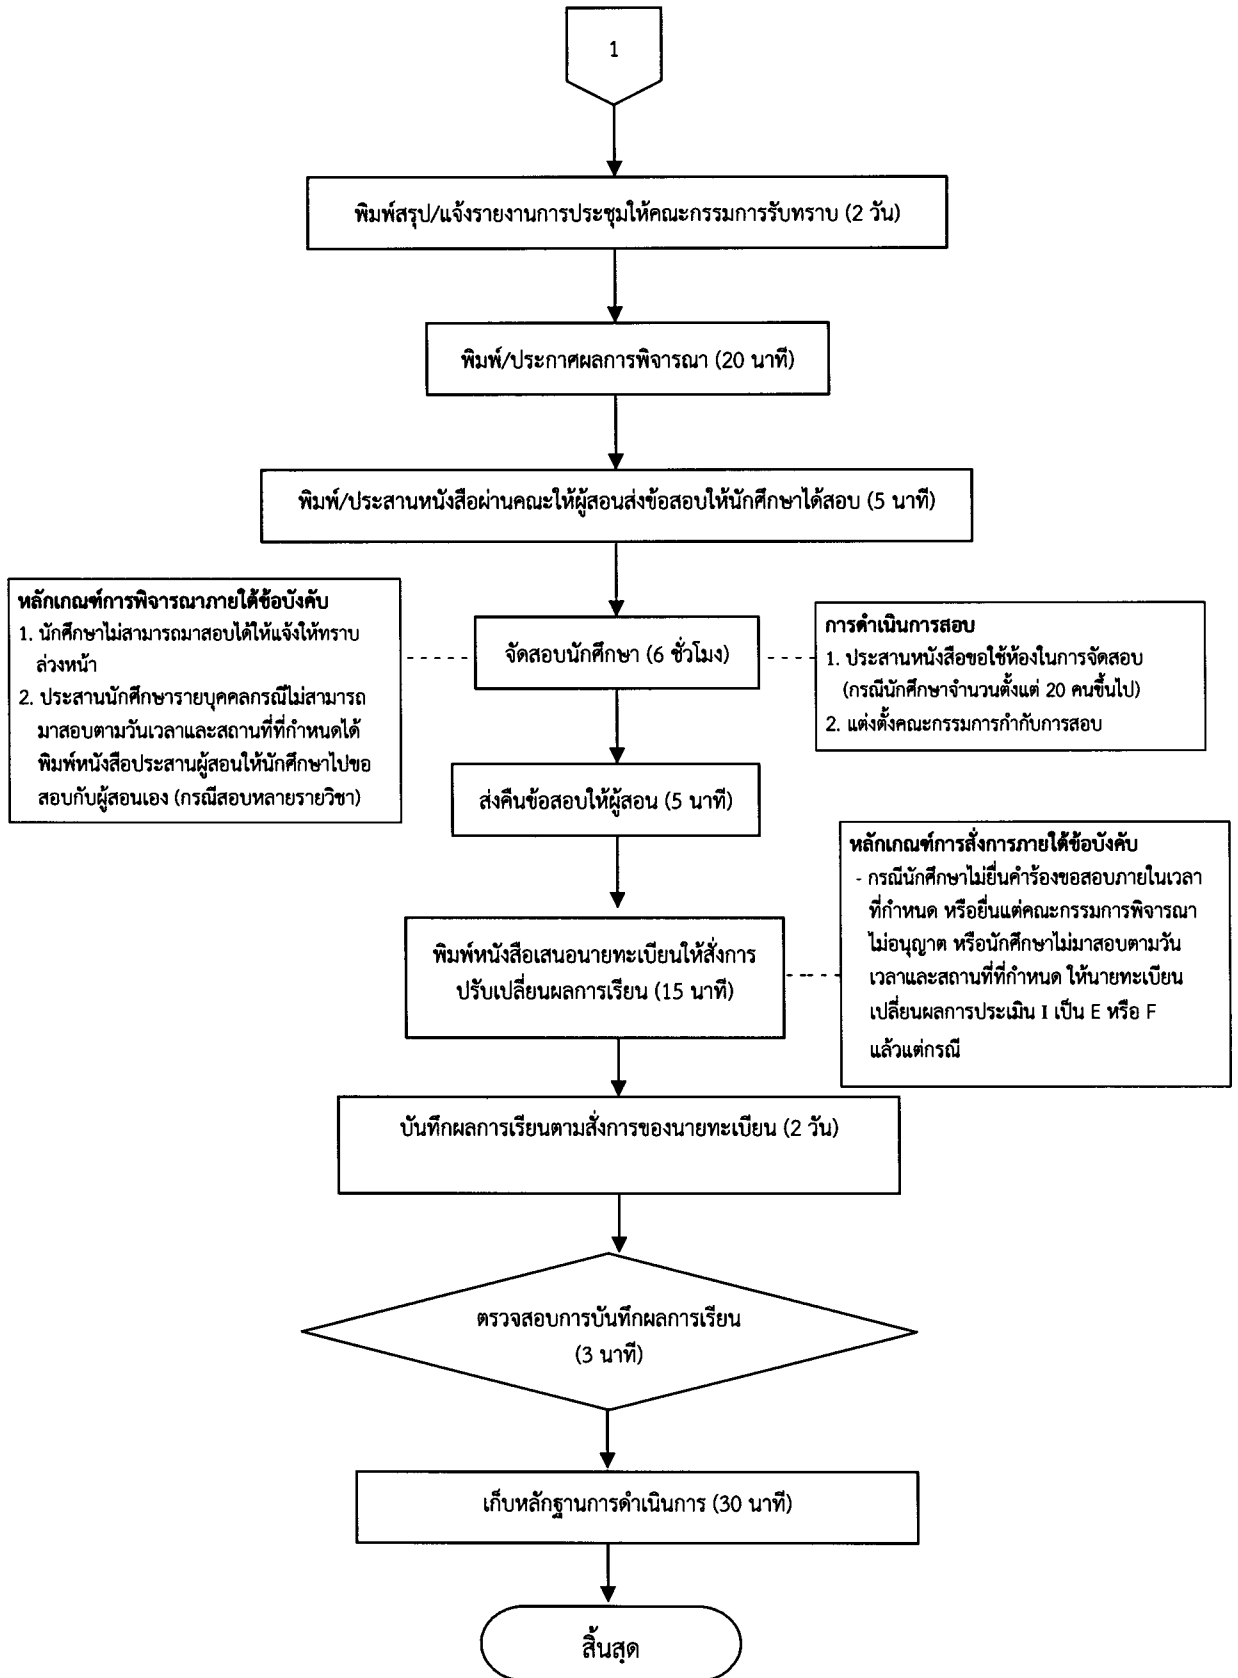 1
พิมพ์สรุป/แจ้งรายงานการประชุมให้คณะกรรมการรับทราบ (2 วัน)
พิมพ์/ประกาศผลการพิจารณา (20 นาที)
พิมพ์/ประสานหนังสือผ่านคณะให้ผู้สอนส่งข้อสอบให้นักศึกษาได้สอบ (5 นาที)
หลักเกณฑ์การพิจารณาภายใต้ข้อบังคับ
1. นักศึกษาไม่สามารถมาสอบได้ให้แจ้งให้ทราบ
ล่วงหน้า
2. ประสานนักศึกษารายบุคคลกรณีไม่สามารถ
มาสอบตามวันเวลาและสถานที่ที่กำหนดได้
พิมพ์หนังสือประสานผู้สอนให้นักศึกษาไปขอ
สอบกับผู้สอนเอง (กรณีสอบหลายรายวิชา)
จัดสอบนักศึกษา (6 ชั่วโมง)
การดำเนินการสอบ
1. ประสานหนังสือขอใช้ห้องในการจัดสอบ
(กรณีนักศึกษาจำนวนตั้งแต่ 20 คนขึ้นไป)
2. แต่งตั้งคณะกรรมการกำกับการสอบ
ส่งคืนข้อสอบให้ผู้สอน (5 นาที)
หลักเกณฑ์การสั่งการภายใต้ข้อบังคับ
- กรณีนักศึกษาไม่ยื่นคำร้องขอสอบภายในเวลา
ที่กำหนด หรือยื่นแต่คณะกรรมการพิจารณา
ไม่อนุญาต หรือนักศึกษาไม่มาสอบตามวัน
เวลาและสถานที่ที่กำหนด ให้นายทะเบียน
เปลี่ยนผลการประเมิน I เป็น E หรือ F
แล้วแต่กรณี
พิมพ์หนังสือเสนอนายทะเบียนให้สั่งการ
ปรับเปลี่ยนผลการเรียน (15 นาที)
บันทึกผลการเรียนตามสั่งการของนายทะเบียน (2 วัน)
ตรวจสอบการบันทึกผลการเรียน
(3 นาที)
เก็บหลักฐานการดำเนินการ (30 นาที)
สิ้นสุด